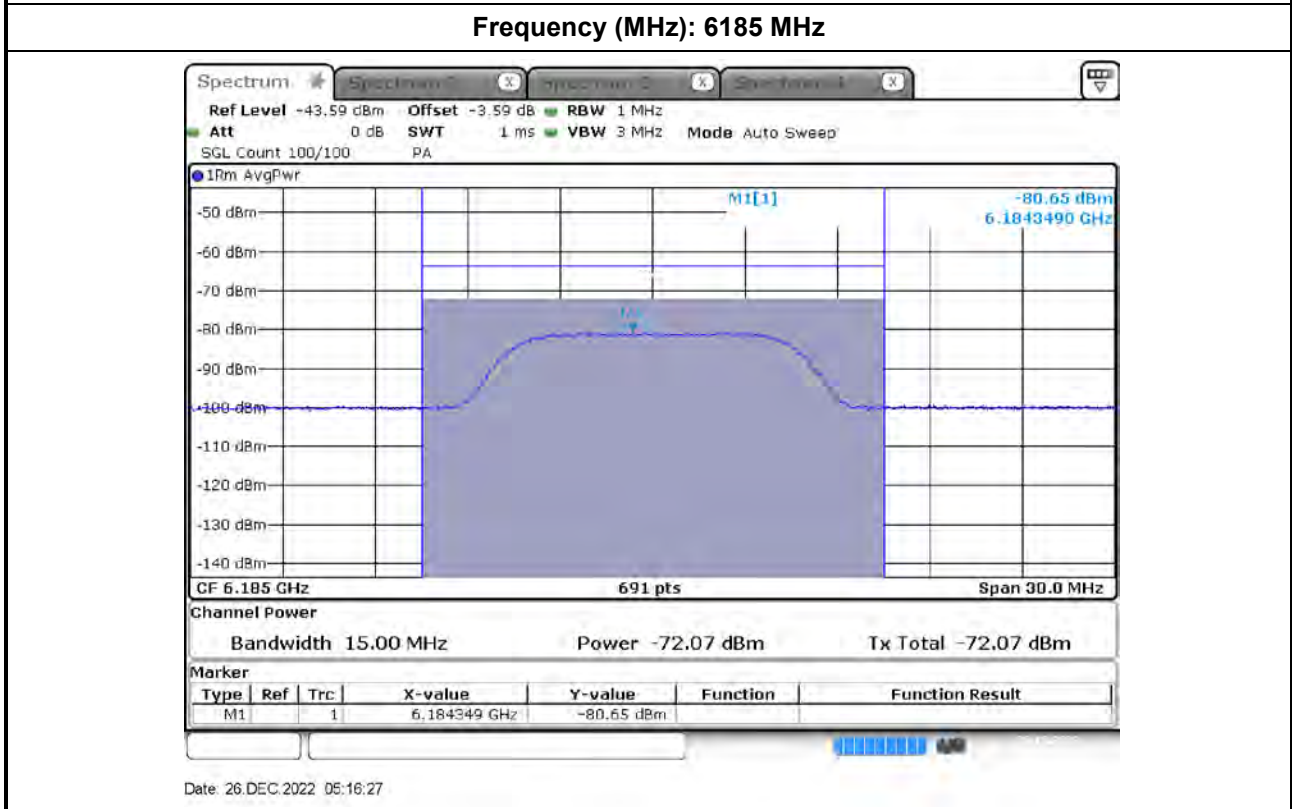 Frequency (MHz): 6185 MHz
Spectrum
Ref Level -43.59 dBm Offset -3.59 dB RBW 1 MHz
Att 0 dB SWT 1 ms VBW 3 MHz Mode Auto Sweep
SGL Count 100/100 PA
1Rm AvgPwr
M1[1] -80.65 dBm
6.1843490 GHz
-50 dBm
-60 dBm
-70 dBm
-80 dBm
-90 dBm
-100 dBm
-110 dBm
-120 dBm
-130 dBm
-140 dBm
CF 6.185 GHz 691 pts Span 30.0 MHz
Channel Power
Bandwidth 15.00 MHz Power -72.07 dBm Tx Total -72.07 dBm
Marker
Type Ref Trc X-value Y-value Function Function Result
M1 1 6.184349 GHz -80.65 dBm
Date: 26.DEC.2022 05:16:27